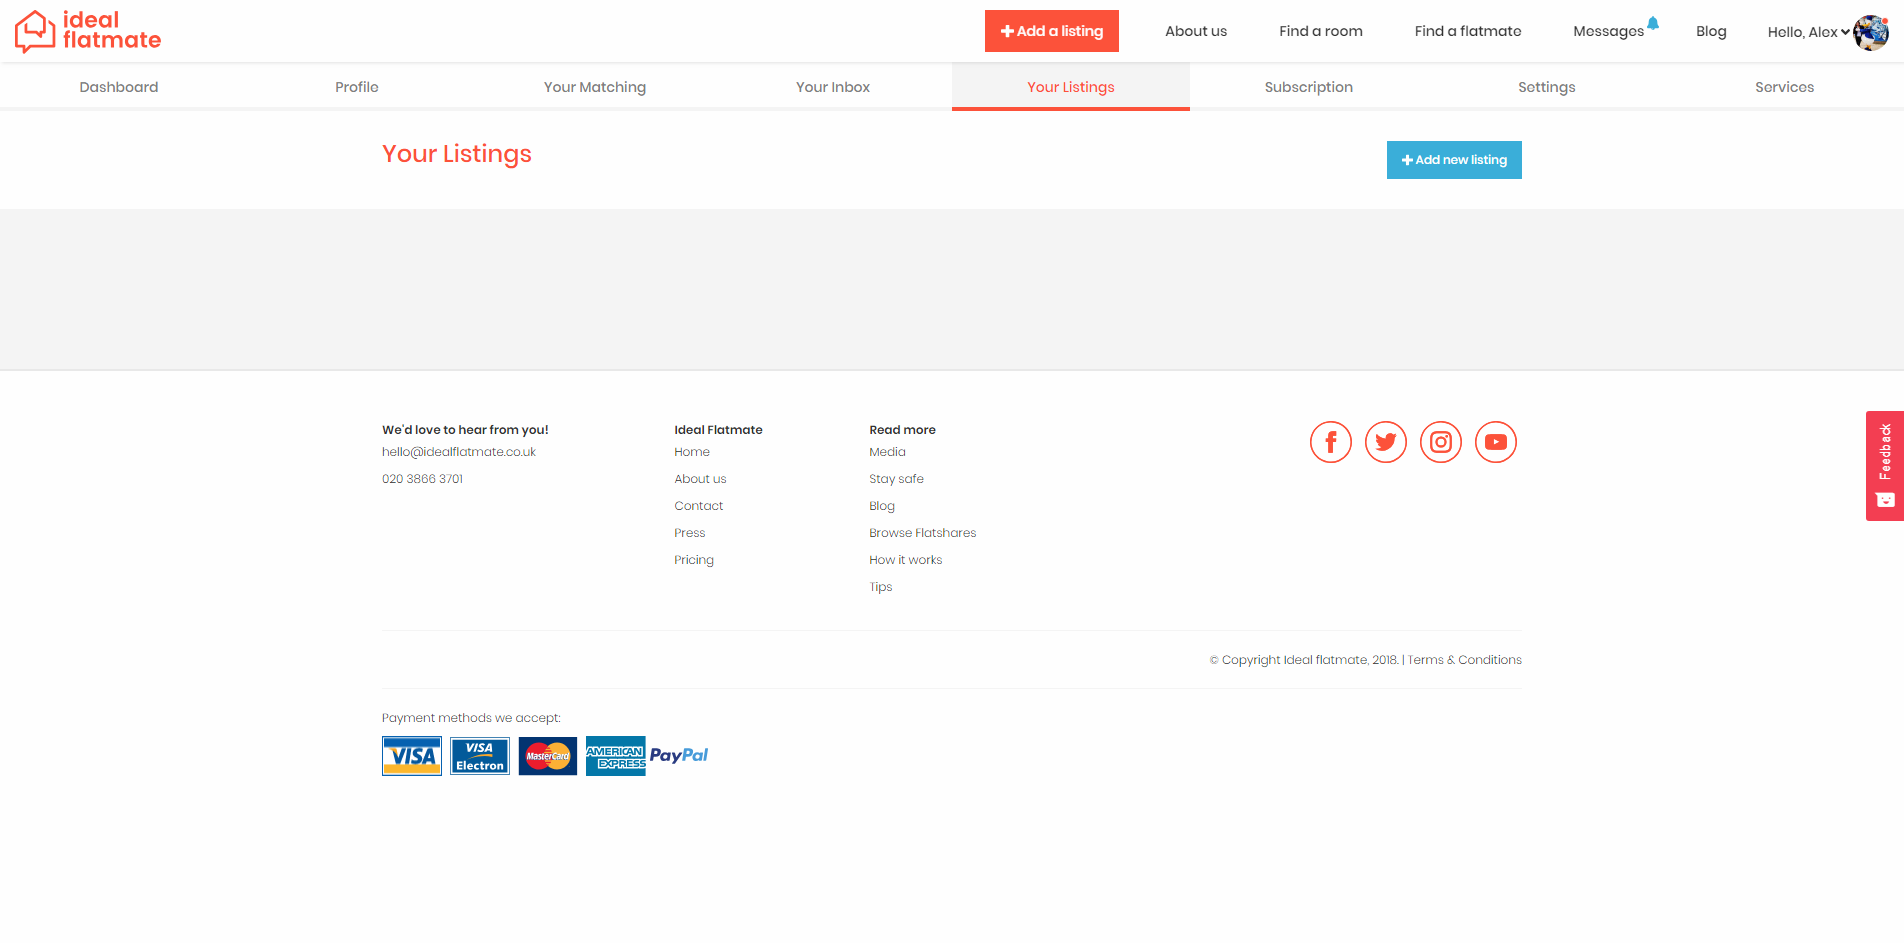 ideal
flatmate
Add a listing
About us
Find a room
Find a flatmate
Messages
Blog
Hello, Alex
Dashboard
Profile
Your Matching
Your Inbox
Your Listings
Subscription
Settings
Services
Your Listings
Add new listing
We'd love to hear from you!
hello@idealflatmate.co.uk
020 3866 3701
Ideal Flatmate
Home
About us
Contact
Press
Pricing
Read more
Media
Stay safe
Blog
Browse Flatshares
How it works
Tips
Feedback
© Copyright Ideal flatmate, 2018. | Terms & Conditions
Payment methods we accept:
VISA
VISA
Electron
MasterCard
AMERICAN
EXPRESS
PayPal